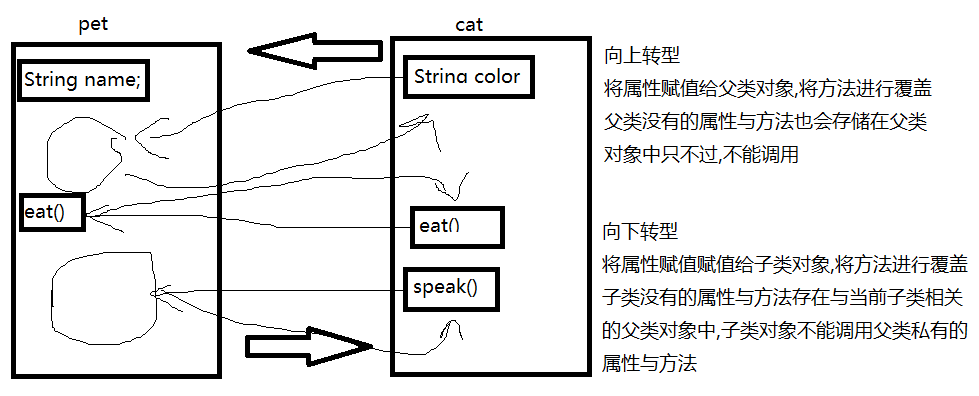 pet
cat
String name;
String color
eat()
eat()
speak()
向上转型
将属性赋值给父类对象,将方法进行覆盖
父类没有的属性与方法也会存储在父类
对象中只不过,不能调用
向下转型
将属性赋值赋值给子类对象,将方法进行覆盖
子类没有的属性与方法存在与当前子类相关
的父类对象中,子类对象不能调用父类私有的
属性与方法